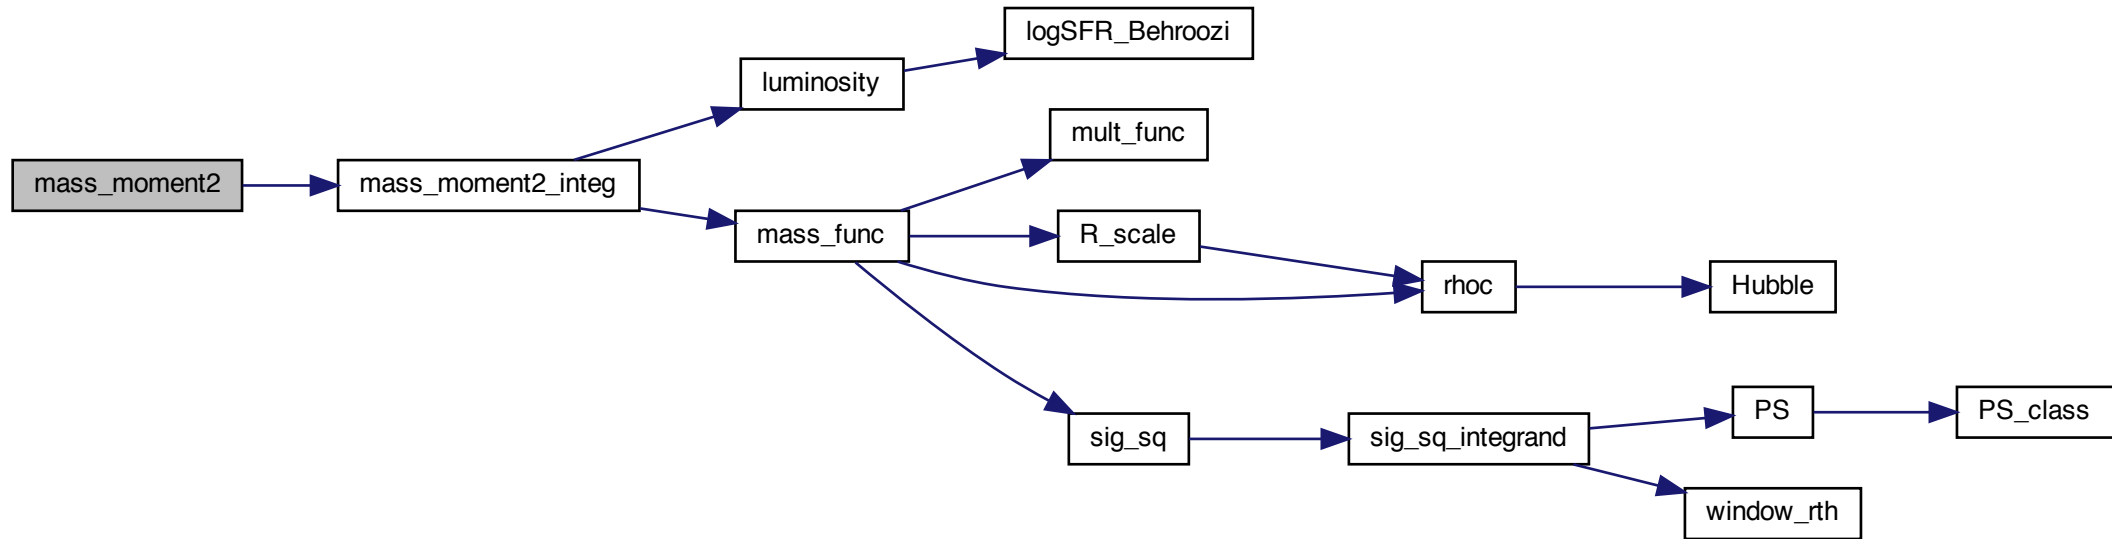 logSFR_Behroozi
luminosity
mult_func
mass_moment2
mass_moment2_integ
mass_func
R_scale
rhoc
Hubble
sig_sq
sig_sq_integrand
PS
PS_class
window_rth